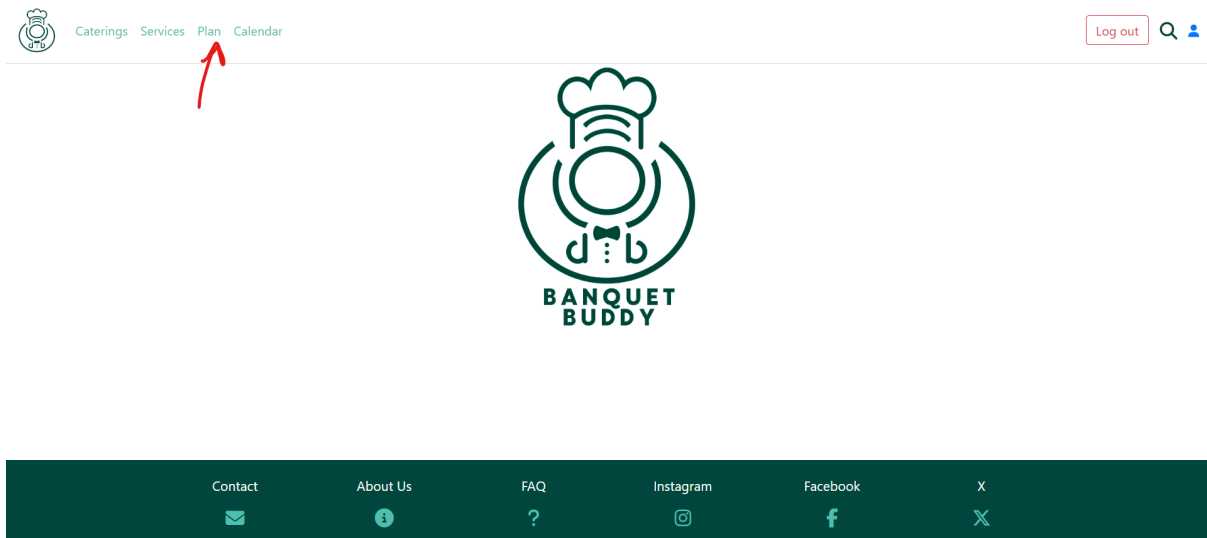 Caterings Services Plan Calendar Log out
BANQUET
BUDDY
Contact About Us FAQ Instagram Facebook X